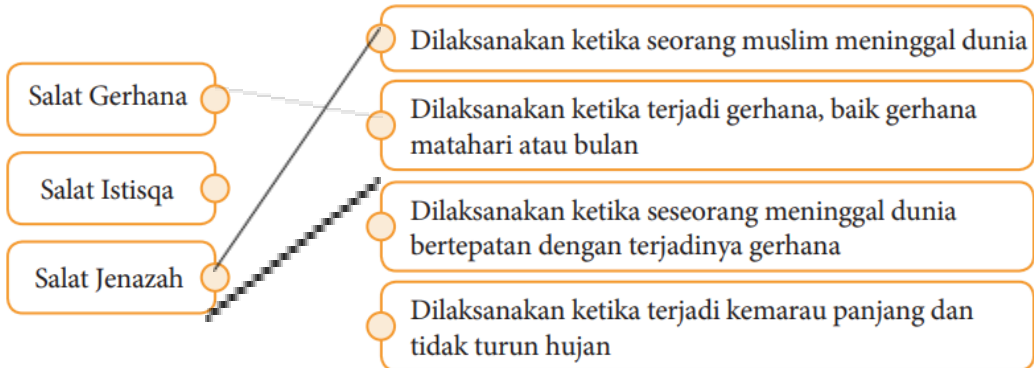 Salat Gerhana
Salat Istisqa
Salat Jenazah
Dilaksanakan ketika seorang muslim meninggal dunia
Dilaksanakan ketika terjadi gerhana, baik gerhana
matahari atau bulan
Dilaksanakan ketika seseorang meninggal dunia
bertepatan dengan terjadinya gerhana
Dilaksanakan ketika terjadi kemarau panjang dan
tidak turun hujan